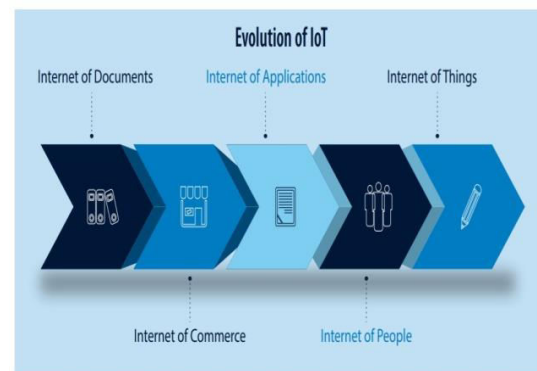 Evolution of IoT
Internet of Documents
Internet of Applications
Internet of Things
Internet of Commerce
Internet of People